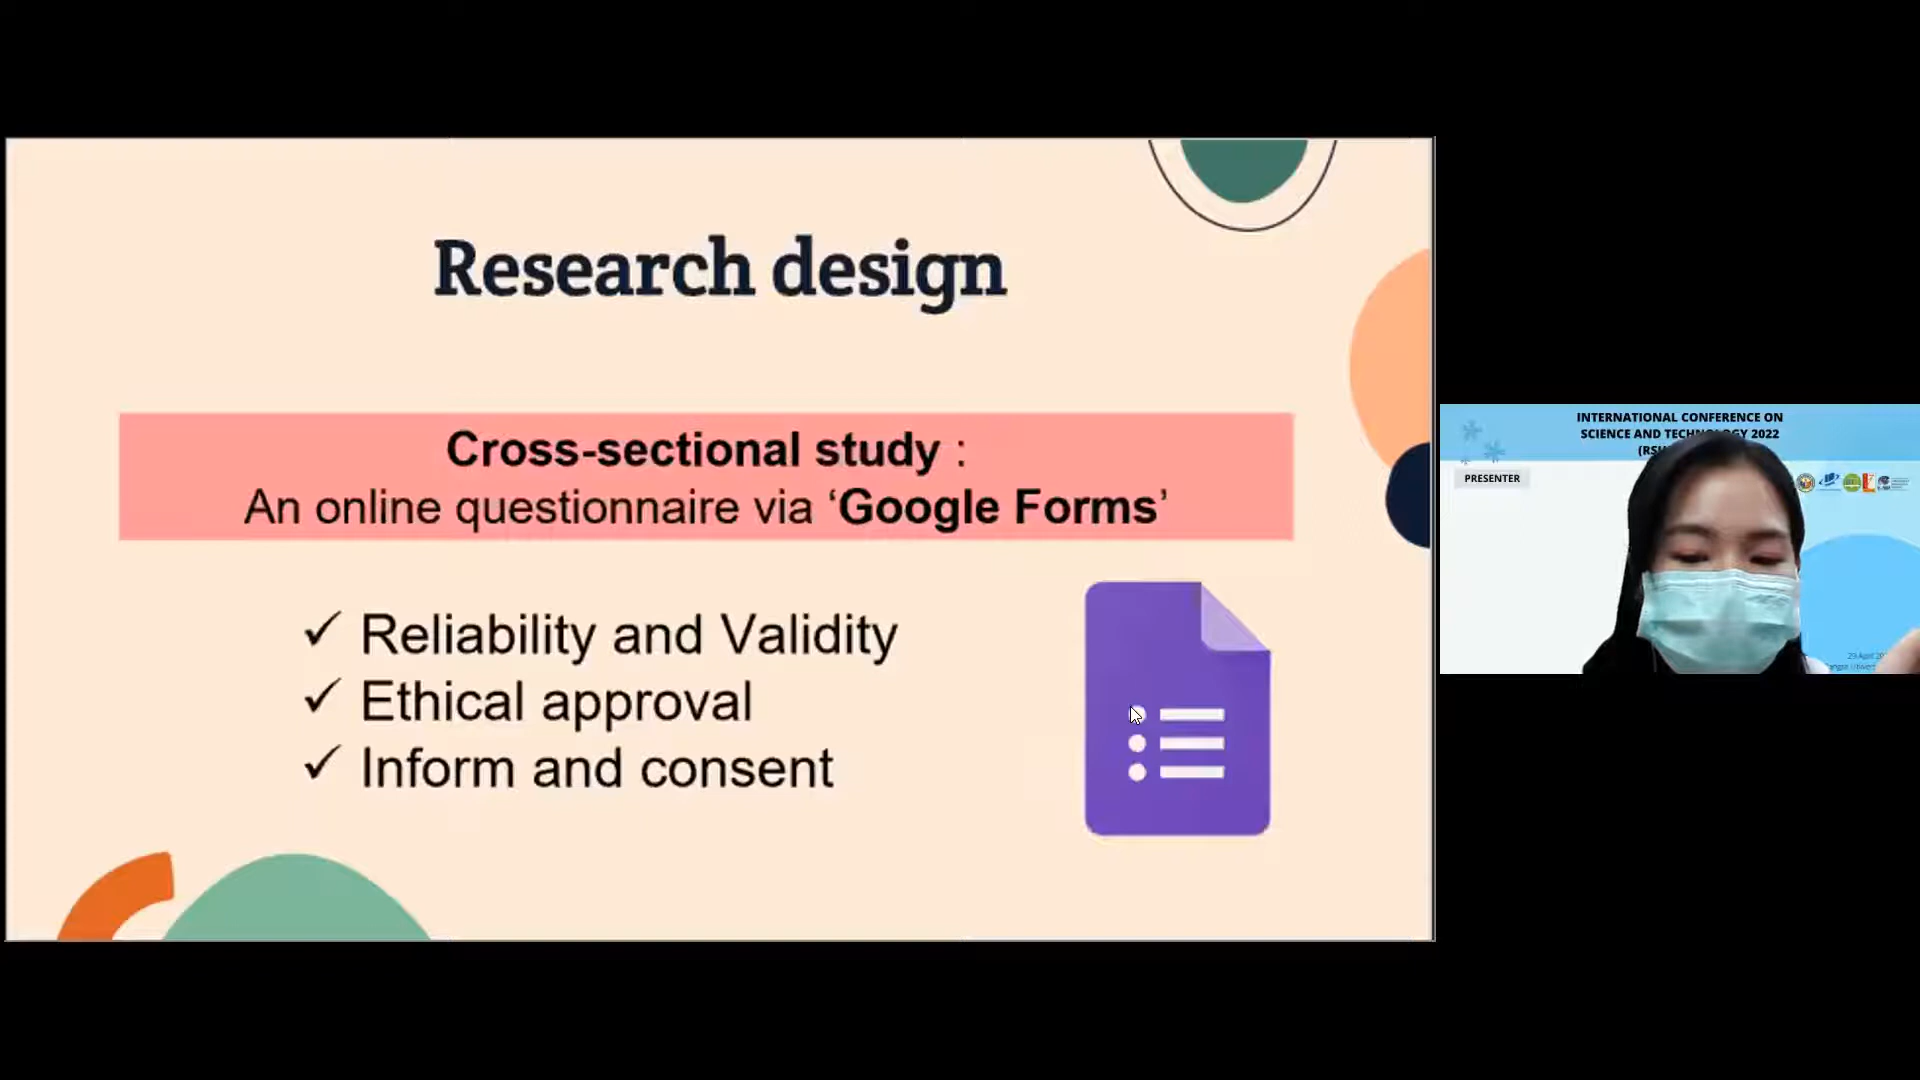 Research design
Cross-sectional study :
An online questionnaire via ‘Google Forms’
✓ Reliability and Validity
✓ Ethical approval
✓ Inform and consent
INTERNATIONAL CONFERENCE ON
SCIENCE AND 2022
PRESENTER